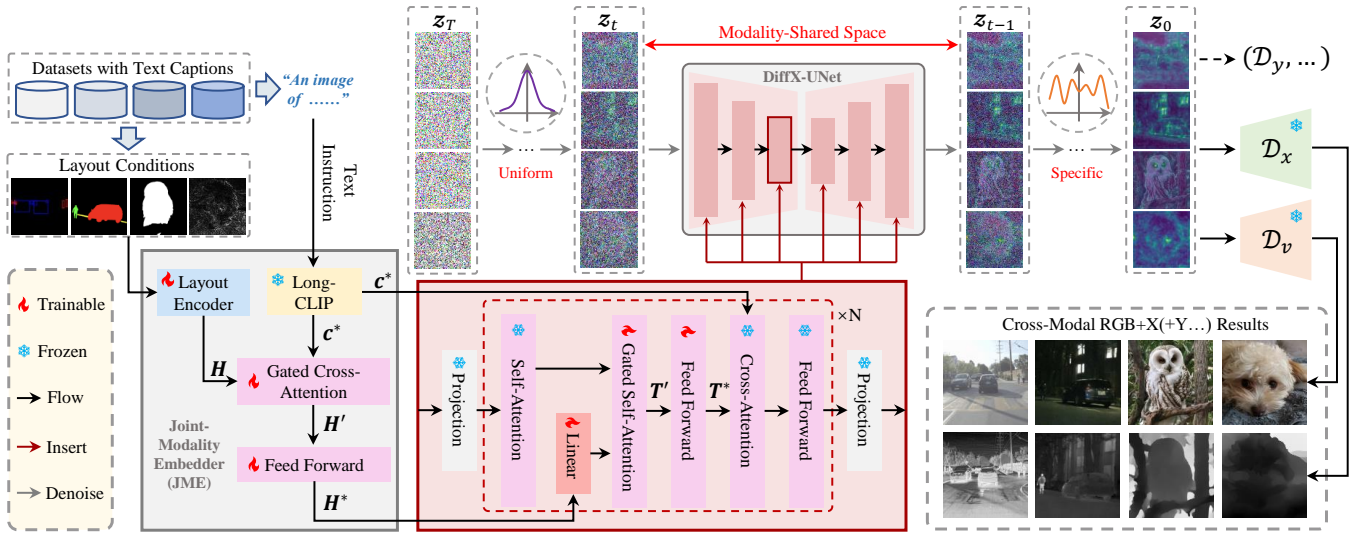 z_T
z_t
z_{t−1}
z_0
Modality-Shared Space
DiffX-UNet
(𝒟_y, …)
Datasets with Text Captions
“An image
of ……”
Uniform
...
Specific
...
𝒟_x
𝒟_v
Layout Conditions
Text
Instruction
Trainable
Frozen
Flow
Insert
Denoise
Layout
Encoder
Long-
CLIP
c*
c*
H
Gated Cross-
Attention
H′
Joint-
Modality
Embedder
(JME)
Feed Forward
H*
×N
Projection
Self-Attention
Linear
Gated Self-Attention
T′
Feed Forward
T*
Cross-Attention
Feed Forward
Projection
Cross-Modal RGB+X(+Y…) Results